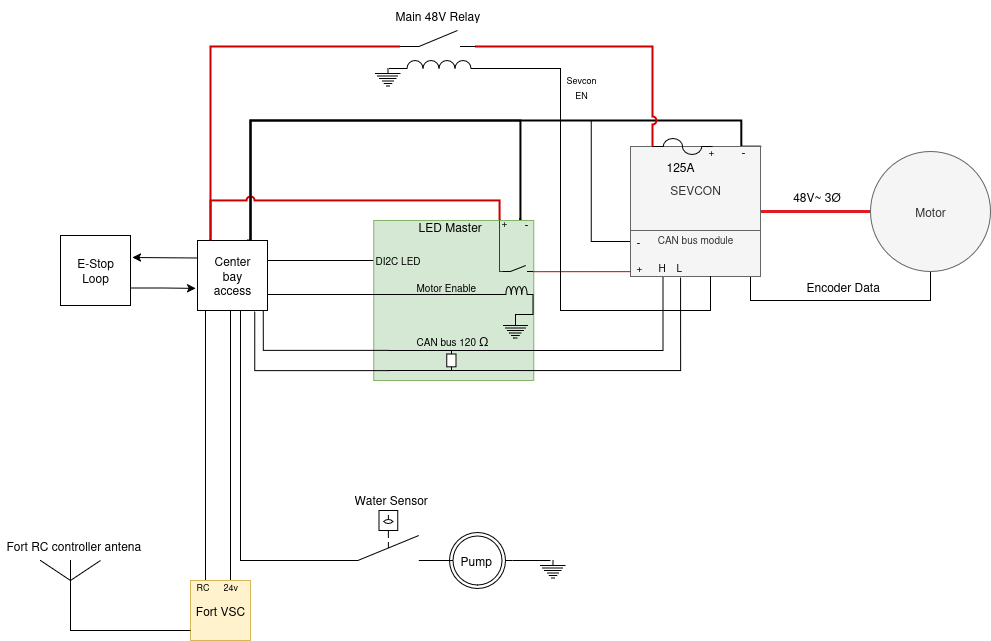 Main 48V Relay
Sevcon
EN
+ -
125A
SEVCON
48V~ 3Ø
Motor
LED Master
+ -
- CAN bus module
E-Stop
Loop
Center
bay
access
DI2C LED
+ H L
Motor Enable
Encoder Data
CAN bus 120 Ω
Water Sensor
Fort RC controller antena
Pump
RC 24v
Fort VSC